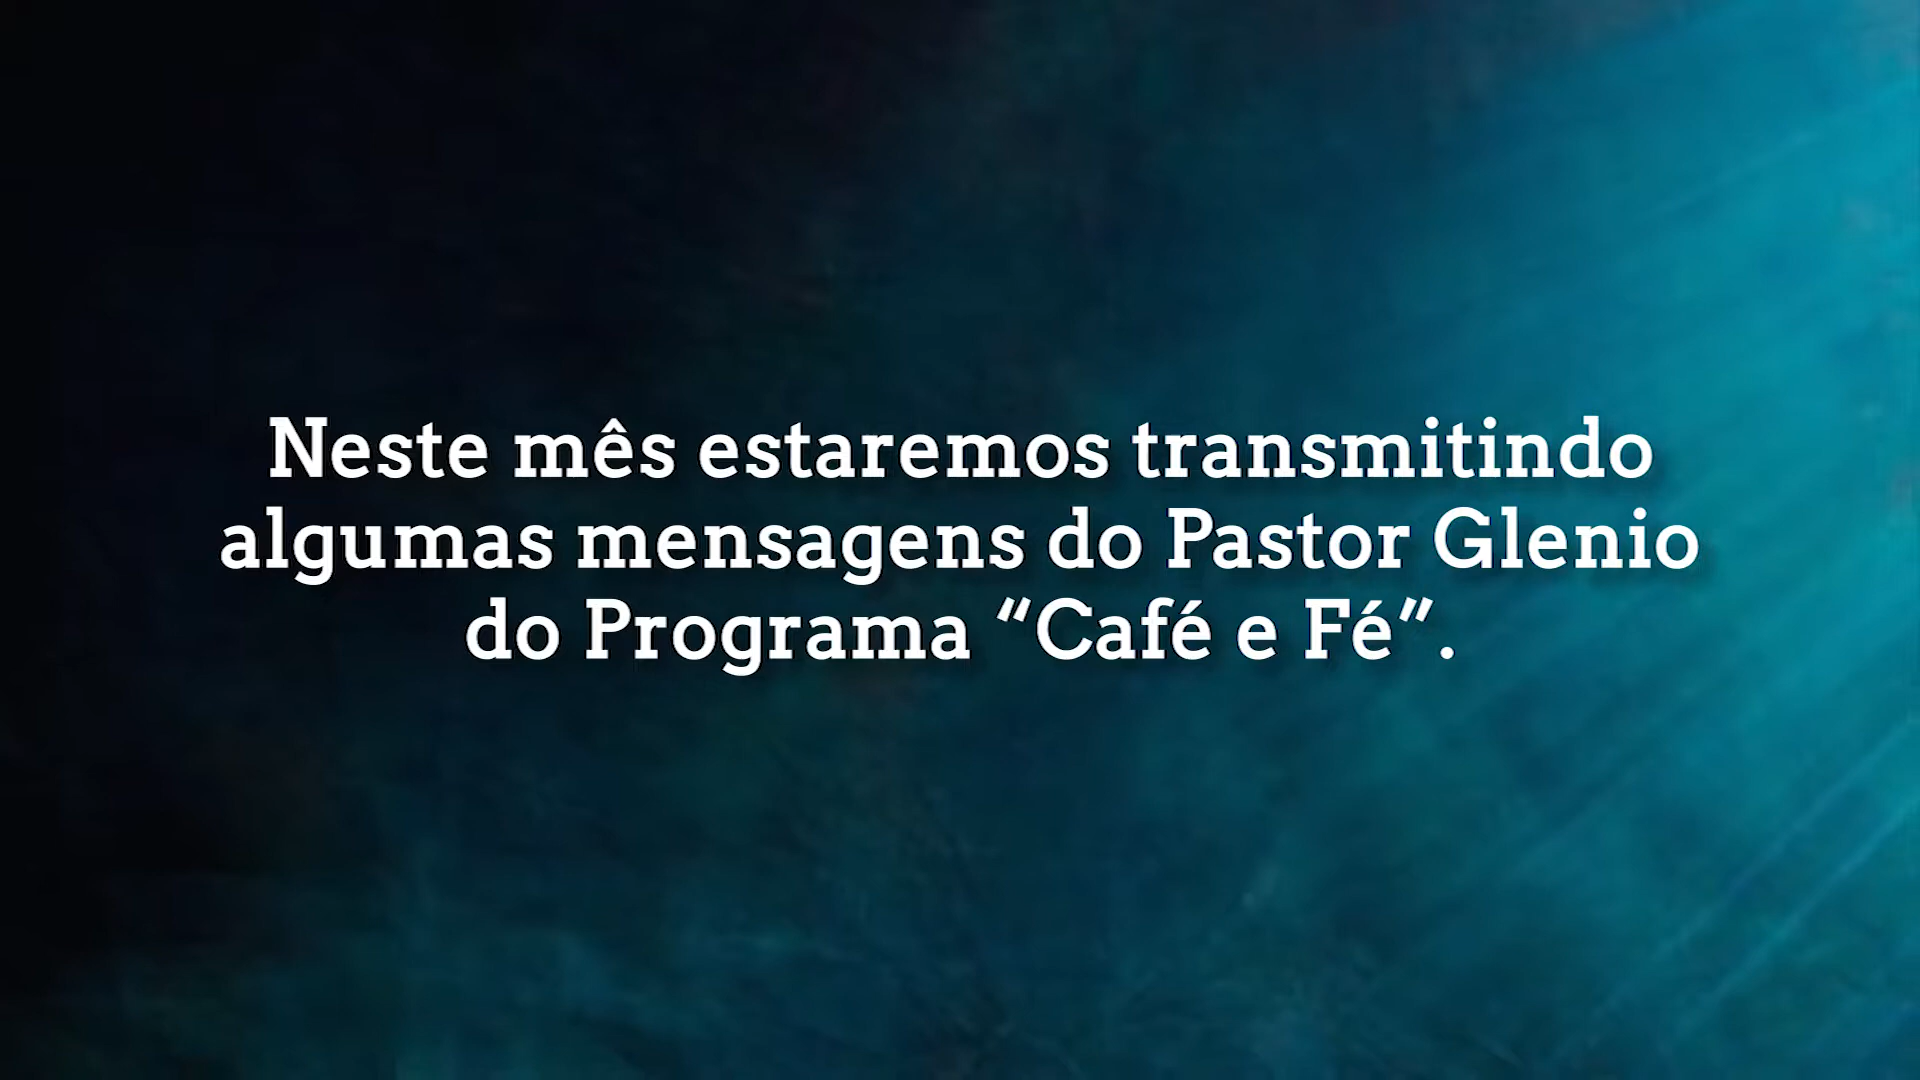 Neste mês estaremos transmitindo
algumas mensagens do Pastor Glenio
do Programa “Café e Fé”.